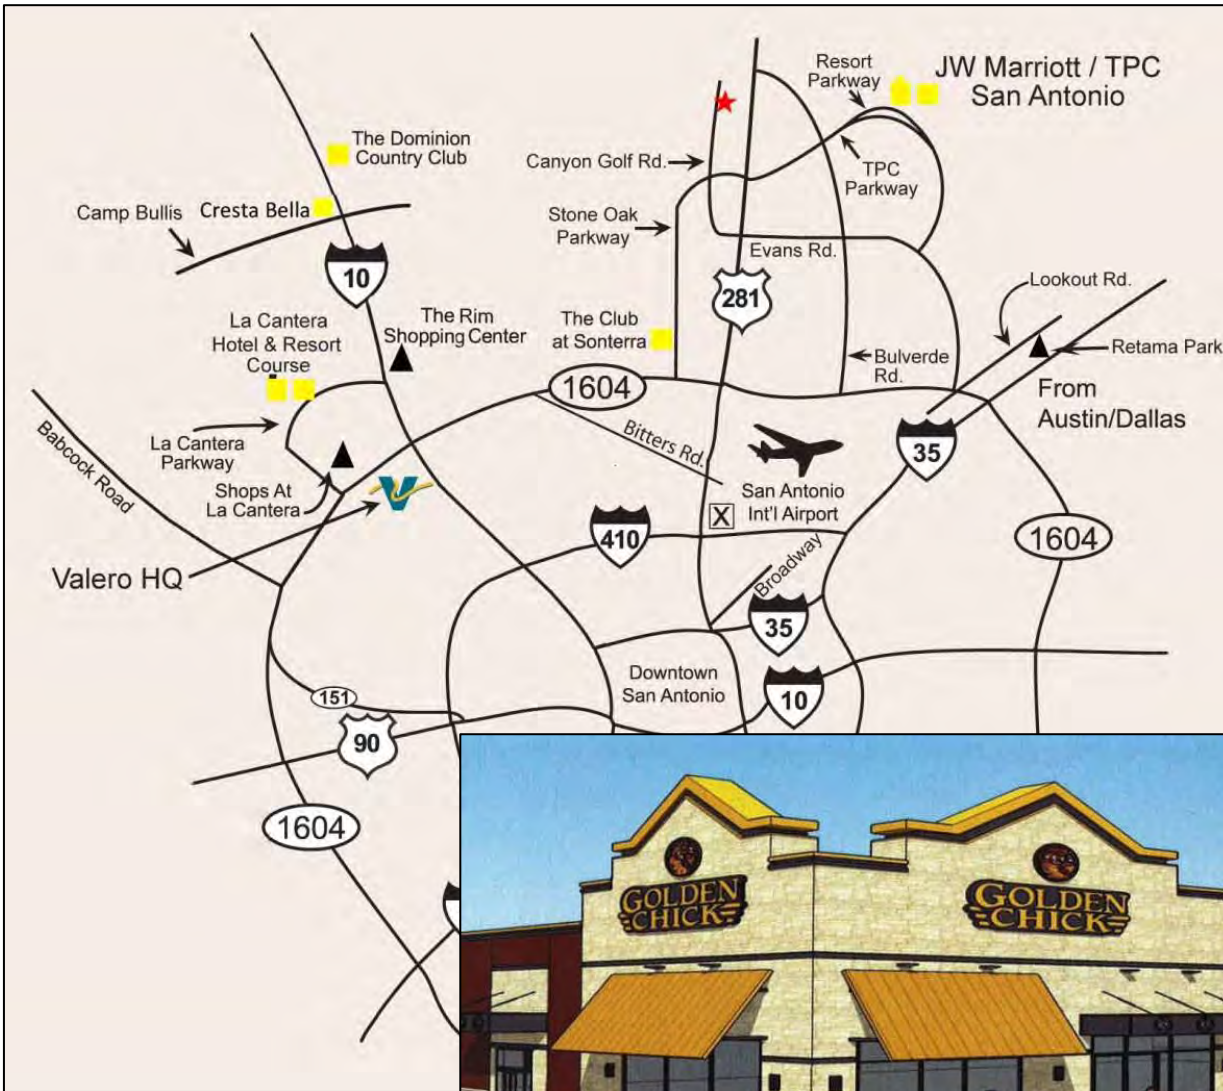 Resort
Parkway
JW Marriott / TPC
San Antonio
The Dominion
Country Club
Canyon Golf Rd.
TPC
Parkway
Camp Bullis
Cresta Bella
Stone Oak
Parkway
Evans Rd.
10
281
Lookout Rd.
La Cantera
Hotel & Resort
Course
The Rim
Shopping Center
The Club
at Sonterra
Bulverde
Rd.
Retama Park
1604
From
Austin/Dallas
Babcock Road
La Cantera
Parkway
Bitters Rd.
35
Shops At
La Cantera
V
San Antonio
Int'l Airport
X
410
1604
Valero HQ
Broadway
35
Downtown
San Antonio
151
10
90
1604
GOLDEN
CHICK
GOLDEN
CHICK